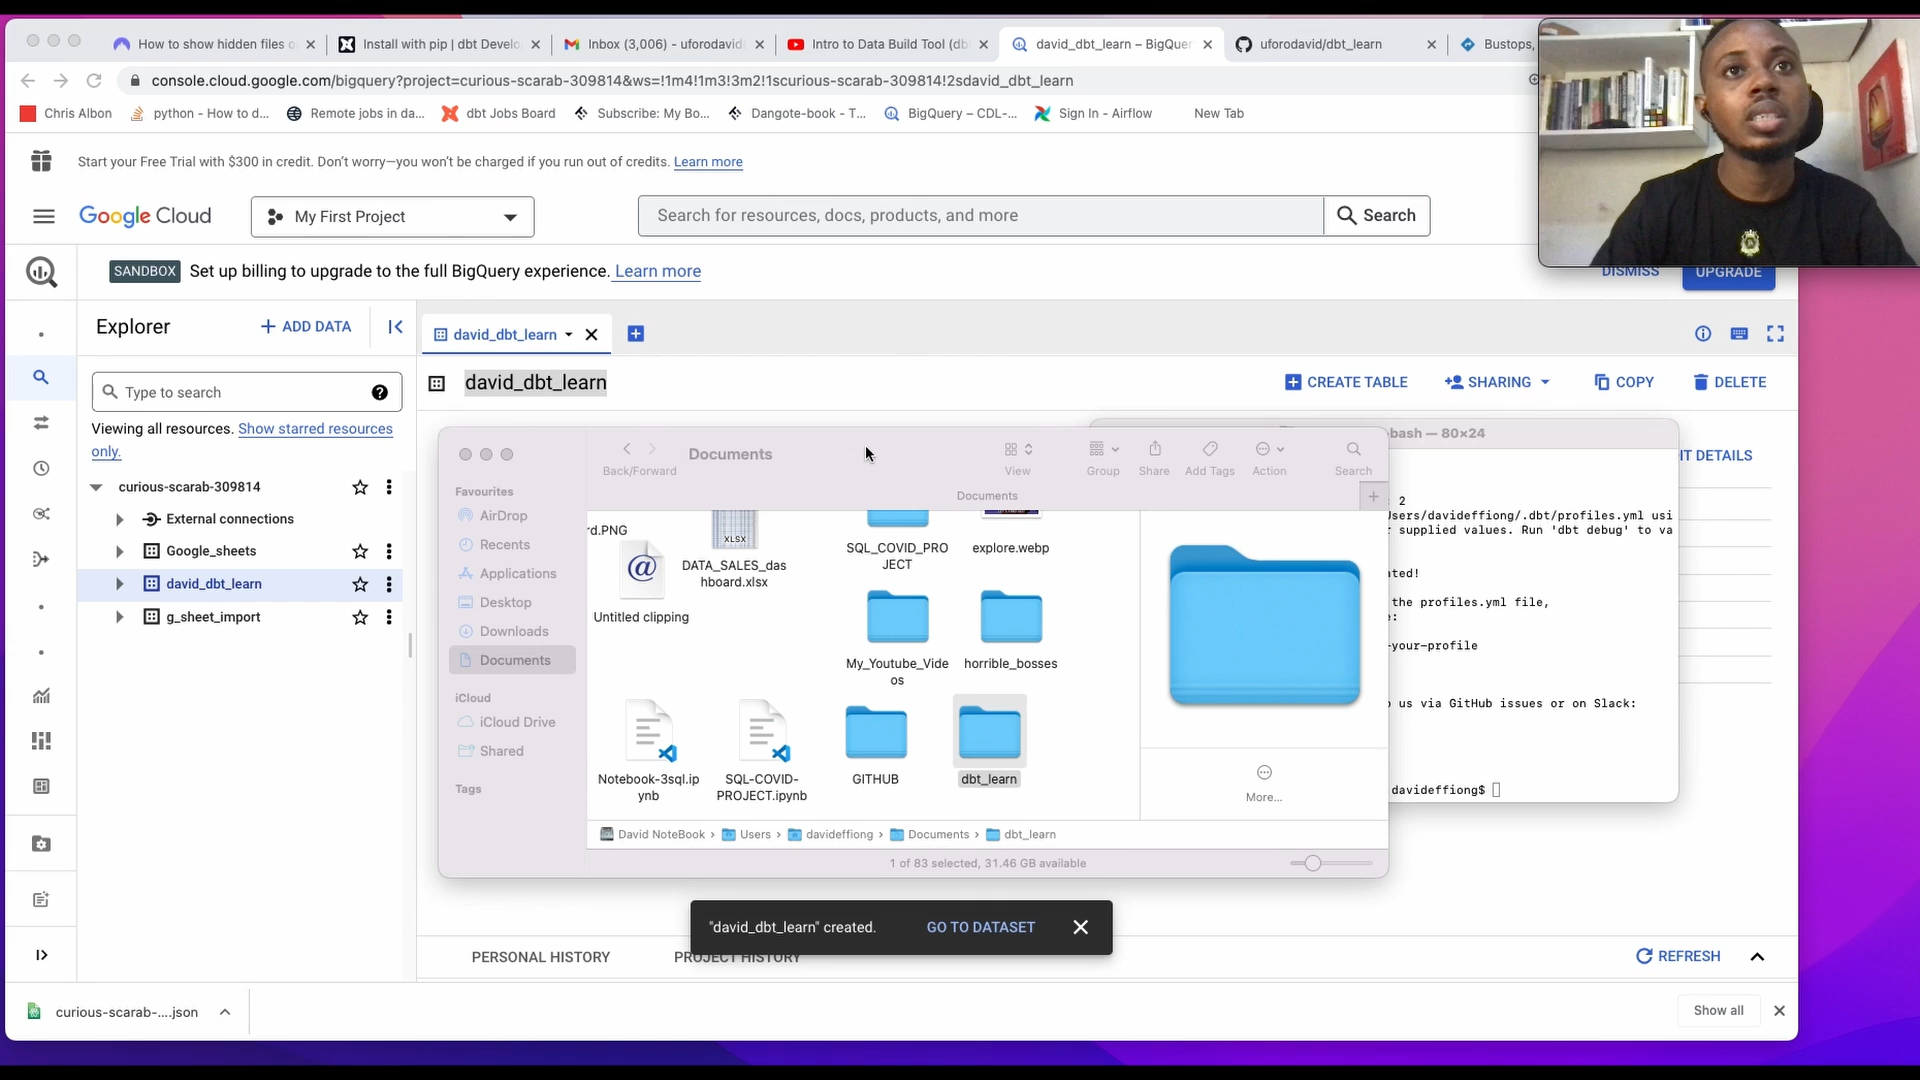 How to show hidden files o
Install with pip | dbt Develo
Inbox (3,006) - uforodavid
Intro to Data Build Tool (db
david_dbt_learn – BigQuer
uforodavid/dbt_learn
Bustops,
console.cloud.google.com/bigquery?project=curious-scarab-309814&ws=!1m4!1m3!3m2!1scurious-scarab-309814!2sdavid_dbt_learn
Chris Albon
python - How to d...
Remote jobs in da...
dbt Jobs Board
Subscribe: My Bo...
Dangote-book - T...
BigQuery – CDL-...
Sign In - Airflow
New Tab
Start your Free Trial with $300 in credit. Don't worry—you won't be charged if you run out of credits. Learn more
Google Cloud
My First Project
Search for resources, docs, products, and more
Search
SANDBOX Set up billing to upgrade to the full BigQuery experience. Learn more
DISMISS
UPGRADE
Explorer
+ ADD DATA
david_dbt_learn
Type to search
david_dbt_learn
CREATE TABLE
SHARING
COPY
DELETE
Viewing all resources. Show starred resources
only.
curious-scarab-309814
External connections
Google_sheets
david_dbt_learn
g_sheet_import
bash — 80×24
IT DETAILS
: 2
sers/davideffiong/.dbt/profiles.yml usi
r supplied values. Run 'dbt debug' to va
ated!
the profiles.yml file,
e:
-your-profile
o us via GitHub issues or on Slack:
davideffiong$
Back/Forward
Documents
View
Group
Share
Add Tags
Action
Search
Documents
Favourites
AirDrop
Recents
Applications
Desktop
Downloads
Documents
iCloud
iCloud Drive
Shared
Tags
rd.PNG
XLSX
DATA_SALES_das
hboard.xlsx
SQL_COVID_PRO
JECT
explore.webp
Untitled clipping
My_Youtube_Vide
os
horrible_bosses
Notebook-3sql.ip
ynb
SQL-COVID-
PROJECT.ipynb
GITHUB
dbt_learn
More...
David NoteBook › Users › davideffiong › Documents › dbt_learn
1 of 83 selected, 31.46 GB available
"david_dbt_learn" created.
GO TO DATASET
PERSONAL HISTORY
PROJECT HISTORY
REFRESH
curious-scarab-....json
Show all